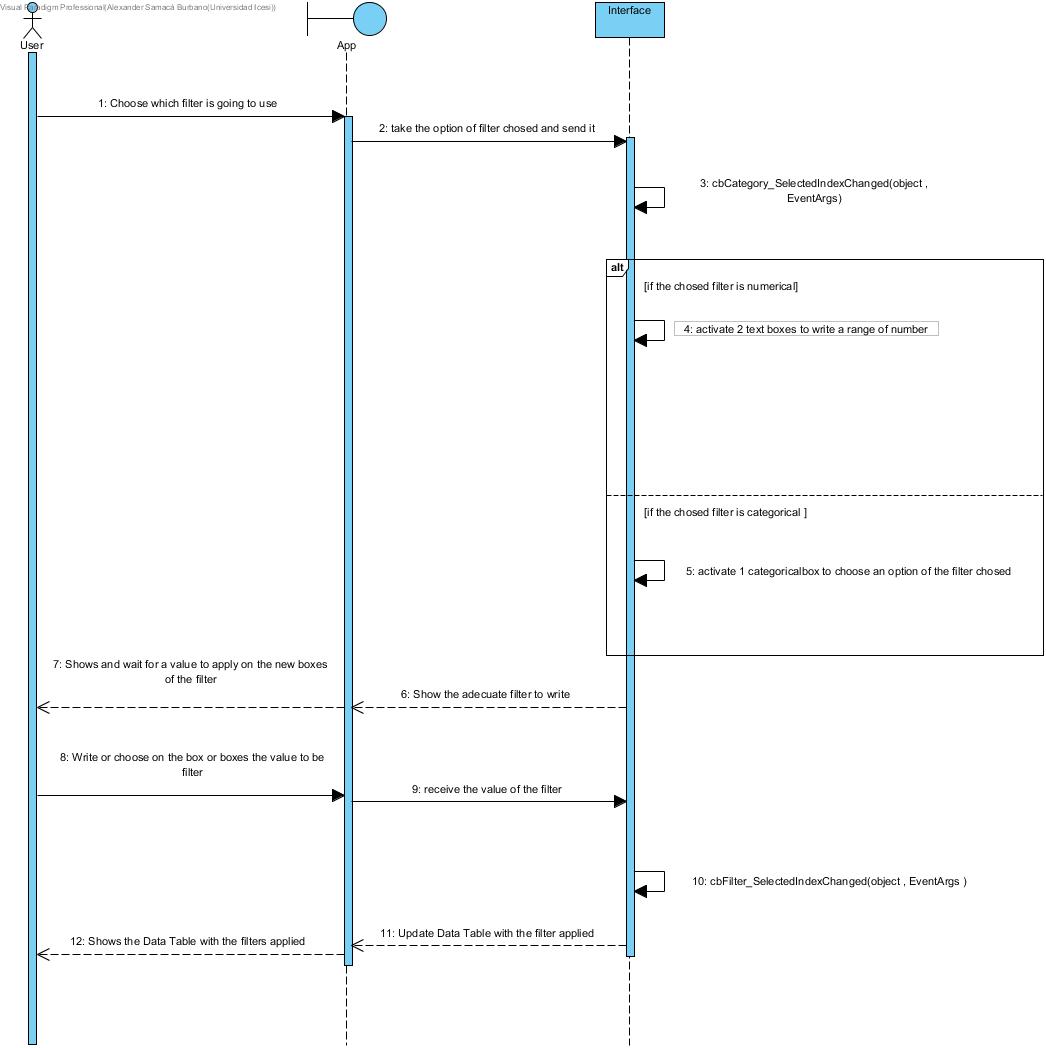 Visual Paradigm Professional(Alexander Samacá Burbano(Universidad Icesi))
User
App
Interface
1: Choose which filter is going to use
2: take the option of filter chosed and send it
3: cbCategory_SelectedIndexChanged(object ,
EventArgs)
alt
[if the chosed filter is numerical]
4: activate 2 text boxes to write a range of number
[if the chosed filter is categorical ]
5: activate 1 categoricalbox to choose an option of the filter chosed
7: Shows and wait for a value to apply on the new boxes
of the filter
6: Show the adecuate filter to write
8: Write or choose on the box or boxes the value to be
filter
9: receive the value of the filter
10: cbFilter_SelectedIndexChanged(object , EventArgs )
11: Update Data Table with the filter applied
12: Shows the Data Table with the filters applied